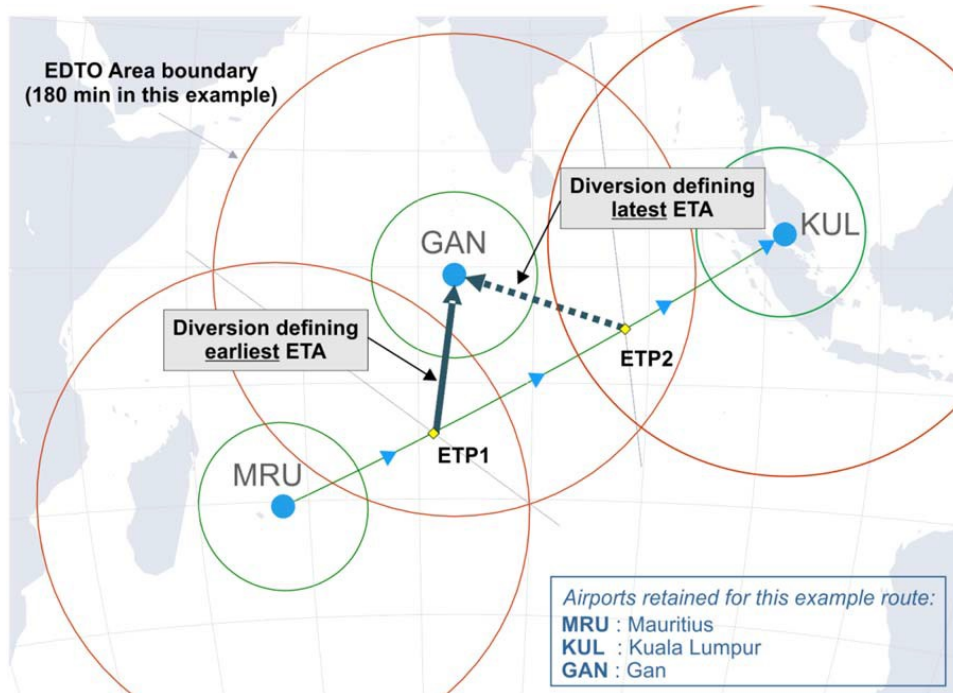 EDTO Area boundary
(180 min in this example)
Diversion defining
latest ETA
KUL
GAN
Diversion defining
earliest ETA
ETP2
ETP1
MRU
Airports retained for this example route:
MRU : Mauritius
KUL : Kuala Lumpur
GAN : Gan